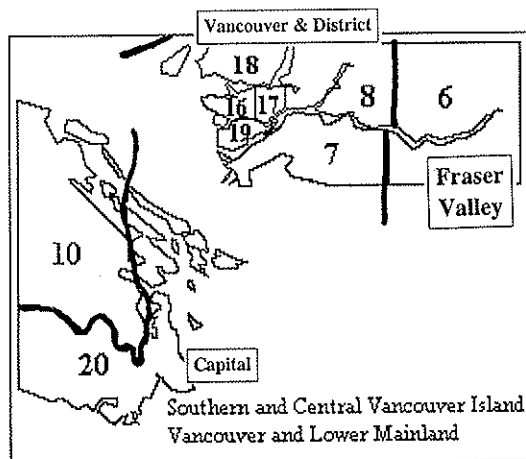 Vancouver & District
18
16
17
8
6
19
7
Fraser
Valley
10
20
Capital
Southern and Central Vancouver Island
Vancouver and Lower Mainland